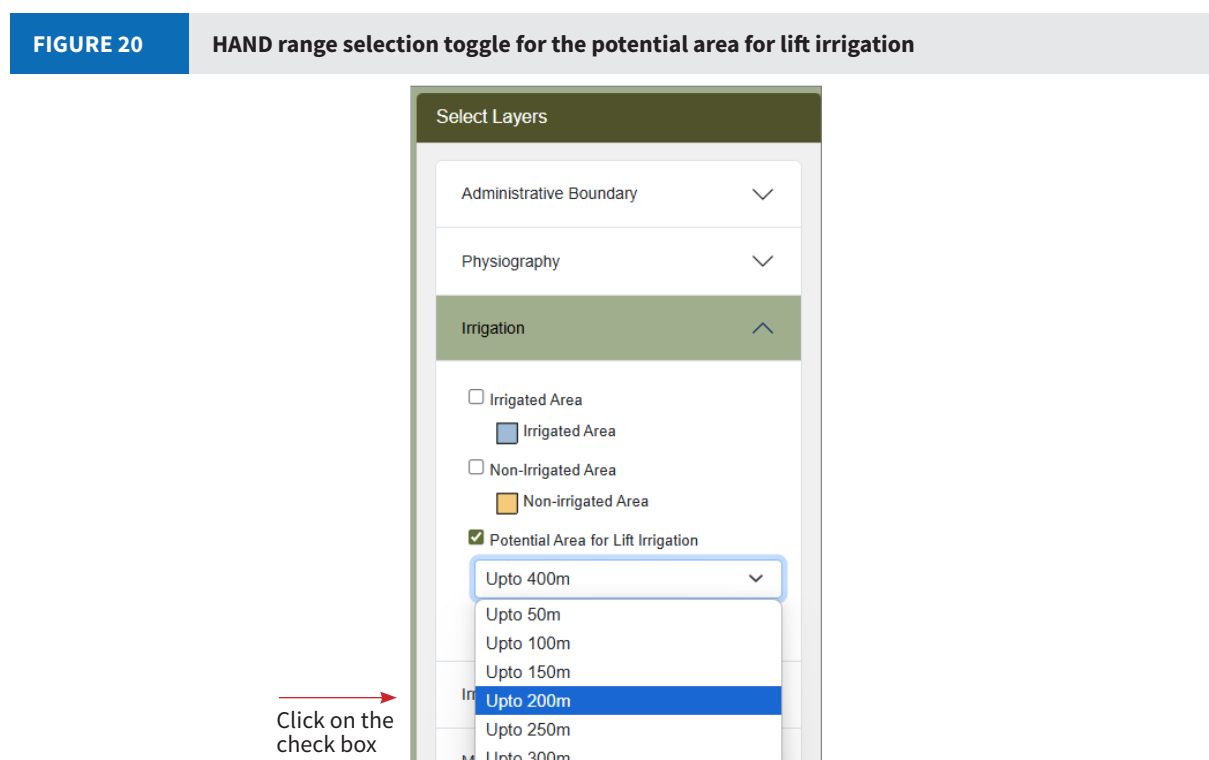 FIGURE 20
HAND range selection toggle for the potential area for lift irrigation
Select Layers
Administrative Boundary
Physiography
Irrigation
Irrigated Area
Irrigated Area
Non-Irrigated Area
Non-irrigated Area
Potential Area for Lift Irrigation
Upto 400m
Upto 50m
Upto 100m
Upto 150m
Upto 200m
Upto 250m
Upto 300m
Click on the
check box